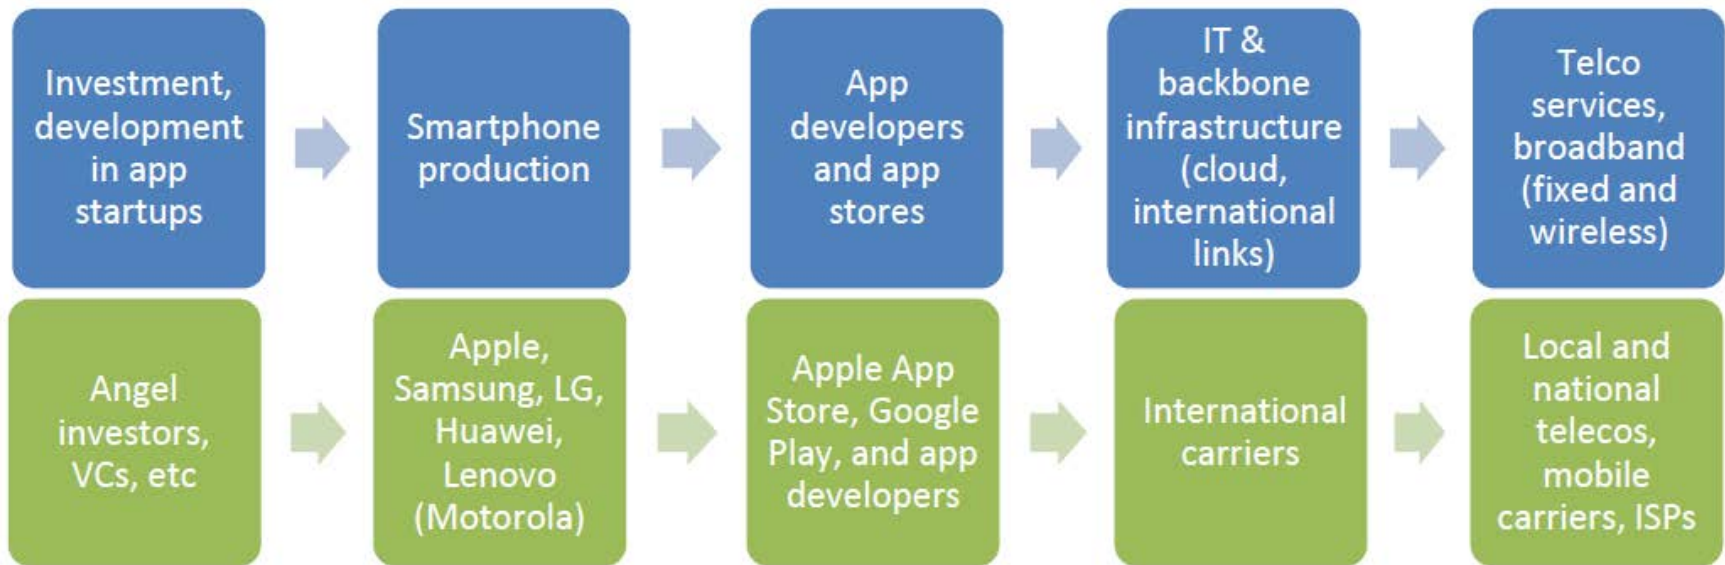 Investment,
development
in app
startups
Smartphone
production
App
developers
and app
stores
IT &
backbone
infrastructure
(cloud,
international
links)
Telco
services,
broadband
(fixed and
wireless)
Angel
investors,
VCs, etc
Apple,
Samsung, LG,
Huawei,
Lenovo
(Motorola)
Apple App
Store, Google
Play, and app
developers
International
carriers
Local and
national
telecos,
mobile
carriers, ISPs